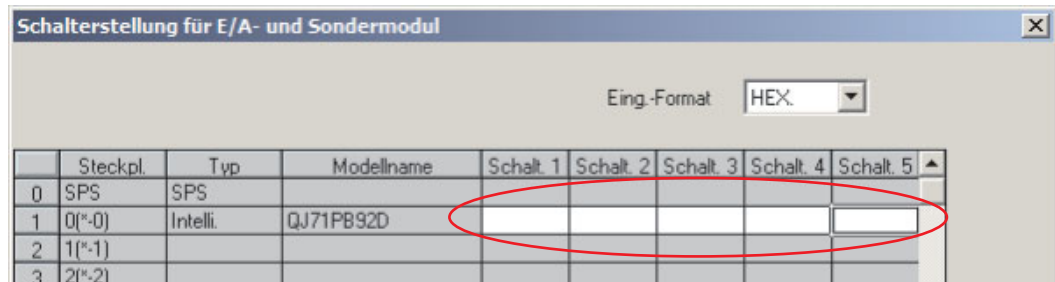 Schalterstellung für E/A- und Sondermodul
Eing.-Format HEX.
Steckpl. Typ Modellname Schalt. 1 Schalt. 2 Schalt. 3 Schalt. 4 Schalt. 5
0 SPS SPS
1 0(*-0) Intelli. QJ71PB92D
2 1(*-1)
3 2(*-2)